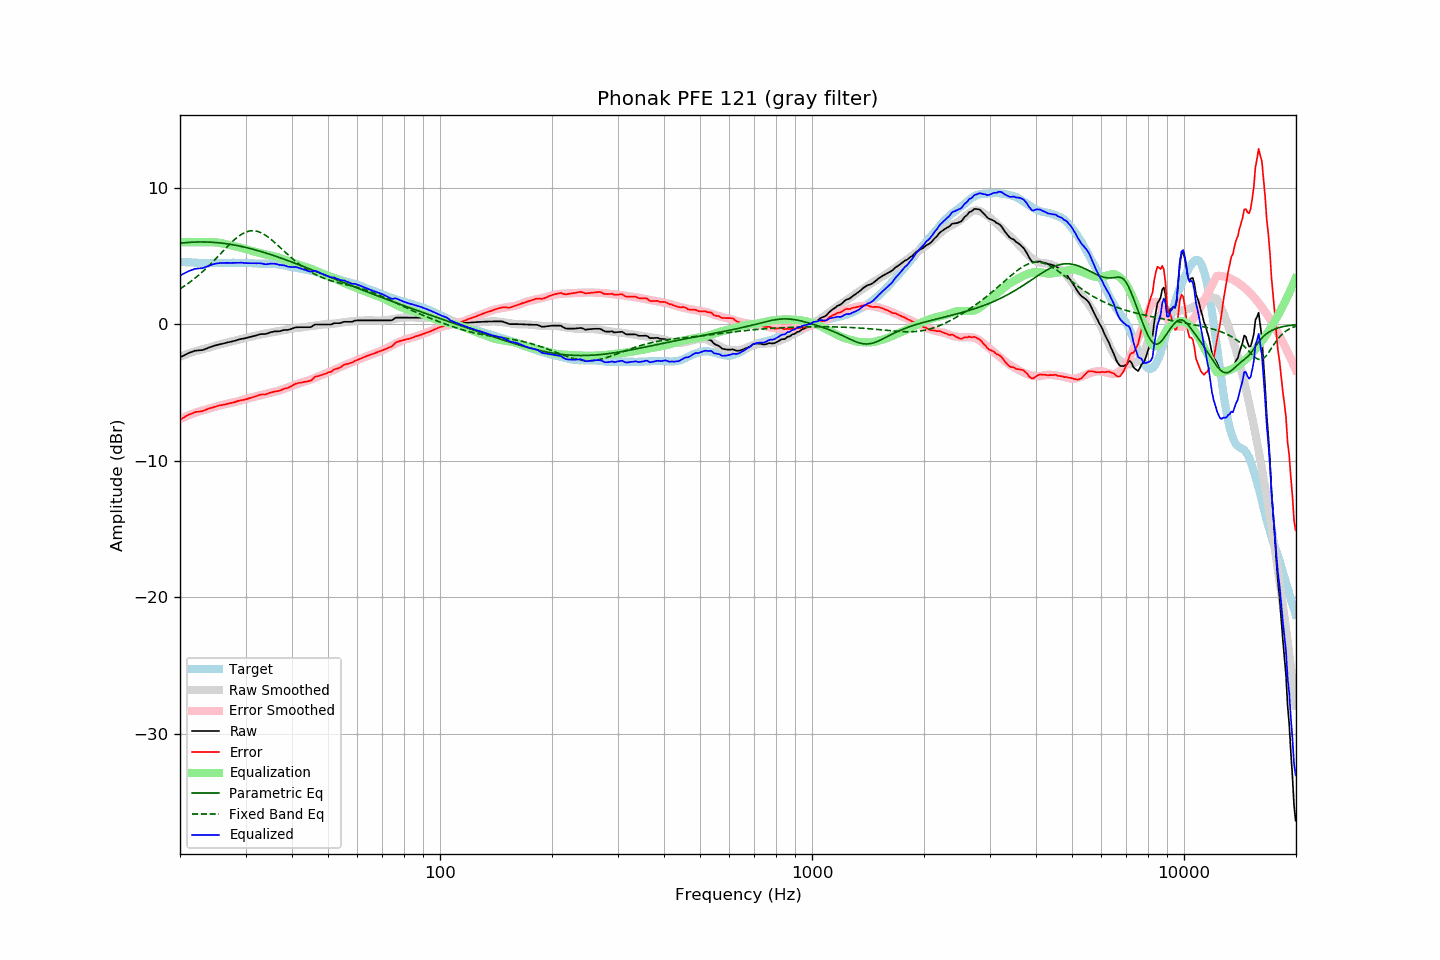 Phonak PFE 121 (gray filter)
10
0
−10
−20
−30
Amplitude (dBr)
Target
Raw Smoothed
Error Smoothed
Raw
Error
Equalization
Parametric Eq
Fixed Band Eq
Equalized
100
1000
10000
Frequency (Hz)